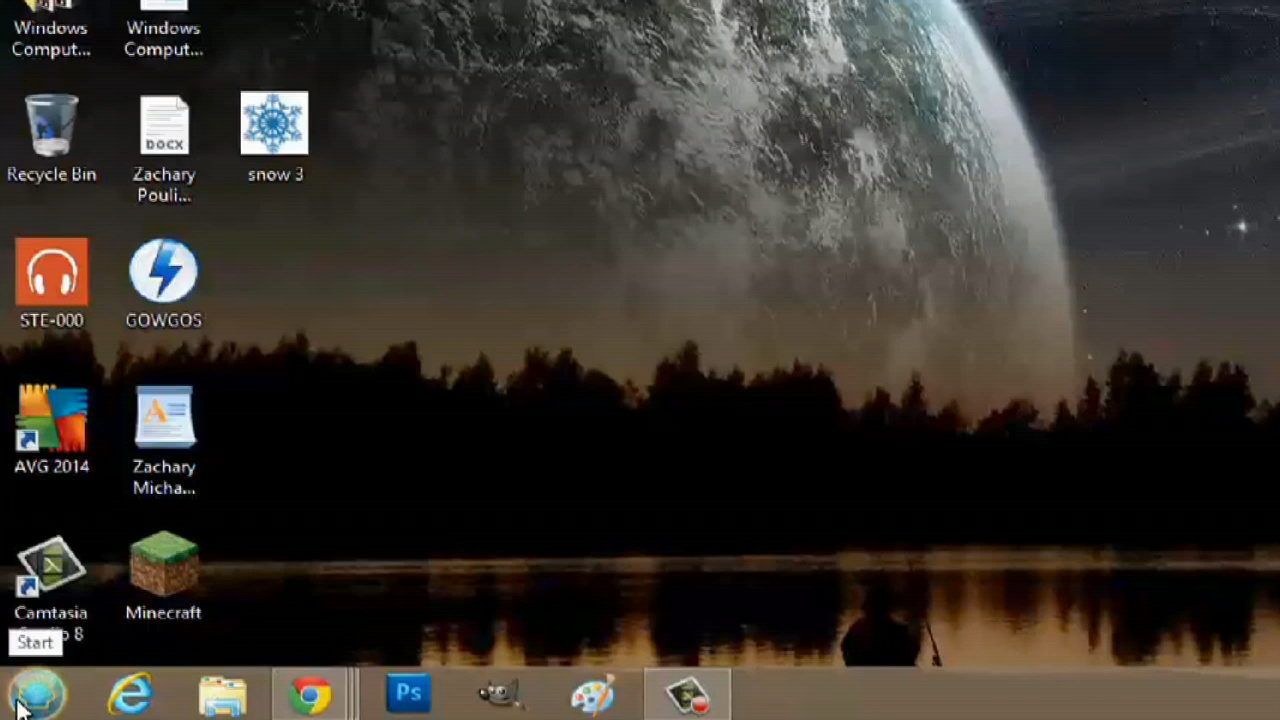 Windows
Comput...
Windows
Comput...
Recycle Bin
DOCX
Zachary
Pouli...
snow 3
STE-000
GOWGOS
A
AVG 2014
Zachary
Micha...
Camtasia
8
Minecraft
Start
Ps